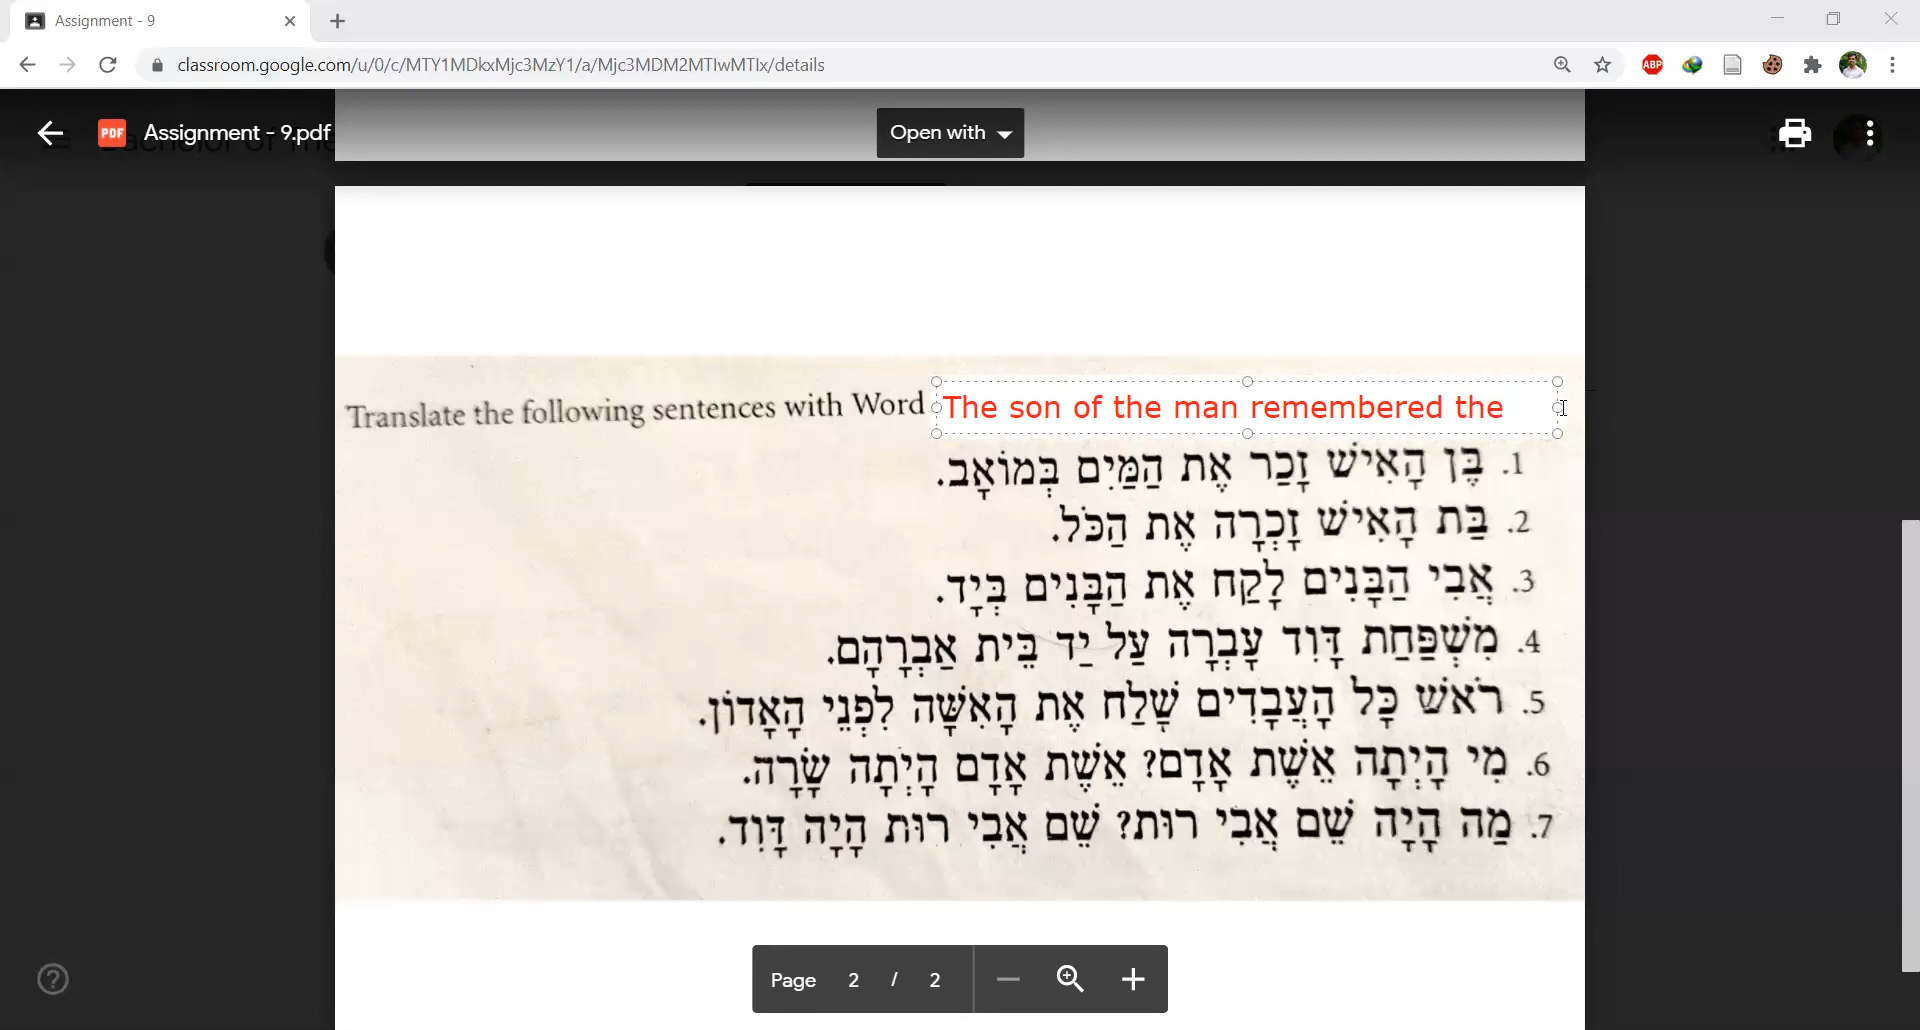 Assignment - 9
classroom.google.com/u/0/c/MTY1MDkxMjc3MzY1/a/Mjc3MDM2MTIwMTIx/details
ABP
PDF Assignment - 9.pdf
Open with
Translate the following sentences with Word
The son of the man remembered the
1. בֶּן הָאִישׁ זָכַר אֶת הַמַּיִם בְּמוֹאָב.
2. בַּת הָאִישׁ זָכְרָה אֶת הַכֹּל.
3. אֲבִי הַבָּנִים לָקַח אֶת הַבָּנִים בְּיָד.
4. מִשְׁפַּחַת דָּוִד עָבְרָה עַל יַד בֵּית אַבְרָהָם.
5. רֹאשׁ כָּל הָעֲבָדִים שָׁלַח אֶת הָאִשָּׁה לִפְנֵי הָאָדוֹן.
6. מִי הָיְתָה אֵשֶׁת אָדָם? אֵשֶׁת אָדָם הָיְתָה שָׂרָה.
7. מַה הָיָה שֵׁם אֲבִי רוּת? שֵׁם אֲבִי רוּת הָיָה דָּוִד.
Page 2 / 2